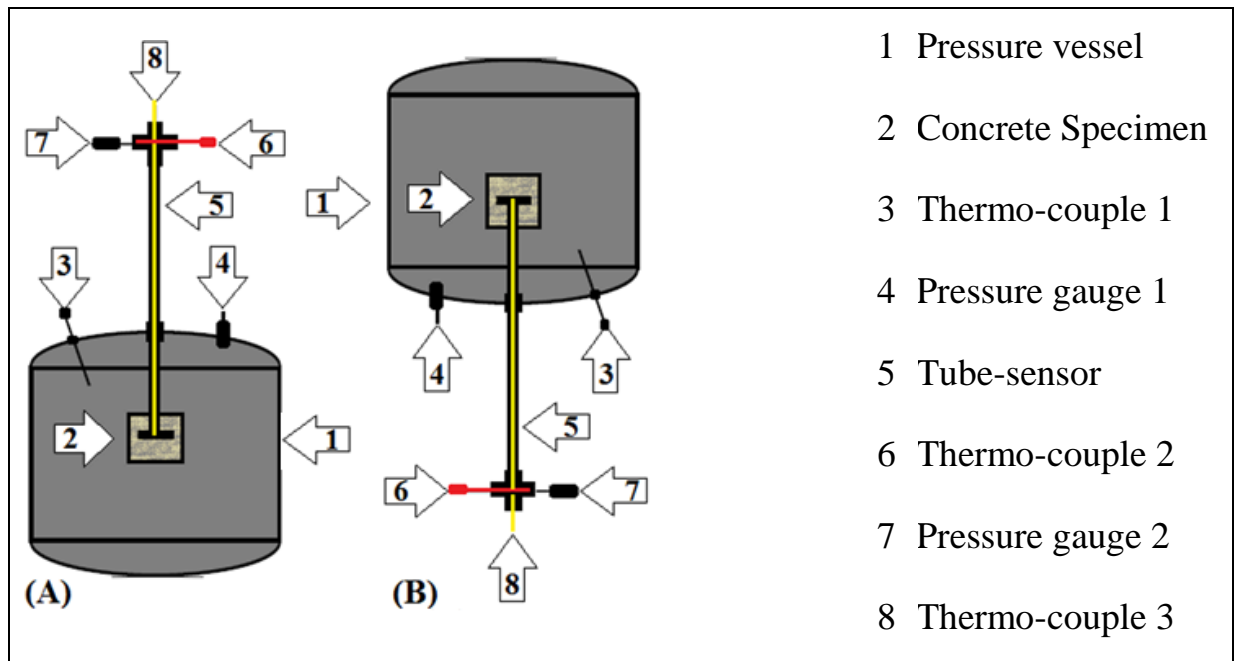 8
7
6
5
3
4
2
1
(A)
1
2
4
3
5
6
7
8
(B)
1 Pressure vessel
2 Concrete Specimen
3 Thermo-couple 1
4 Pressure gauge 1
5 Tube-sensor
6 Thermo-couple 2
7 Pressure gauge 2
8 Thermo-couple 3